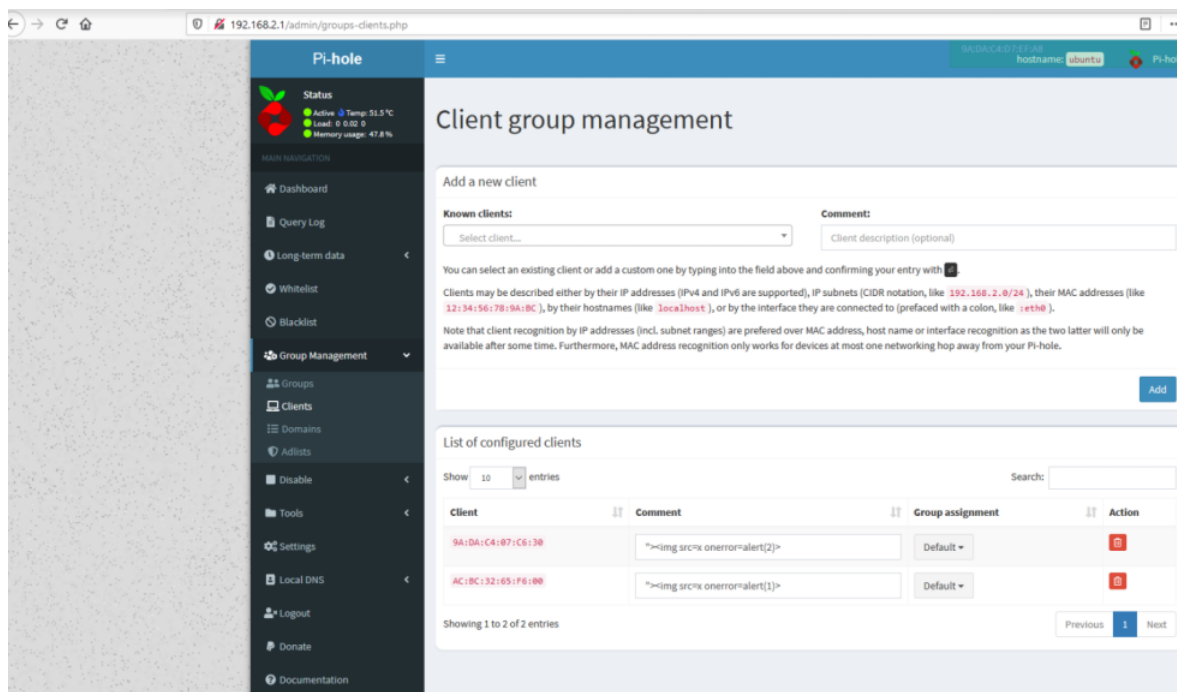 192.168.2.1/admin/groups-clients.php
Pi-hole
hostname: ubuntu
Pi-ho
Status
Active Temp: 51.5 °C
Load: 0 0.02 0
Memory usage: 47.8 %
MAIN NAVIGATION
Dashboard
Query Log
Long-term data
Whitelist
Blacklist
Group Management
Groups
Clients
Domains
Adlists
Disable
Tools
Settings
Local DNS
Logout
Donate
Documentation
Client group management
Add a new client
Known clients:
Comment:
Select client...
Client description (optional)
You can select an existing client or add a custom one by typing into the field above and confirming your entry with ⏎.
Clients may be described either by their IP addresses (IPv4 and IPv6 are supported), IP subnets (CIDR notation, like 192.168.2.0/24), their MAC addresses (like
12:34:56:78:9A:BC), by their hostnames (like localhost), or by the interface they are connected to (prefaced with a colon, like :eth0).
Note that client recognition by IP addresses (incl. subnet ranges) are prefered over MAC address, host name or interface recognition as the two latter will only be
available after some time. Furthermore, MAC address recognition only works for devices at most one networking hop away from your Pi-hole.
Add
List of configured clients
Show 10 entries
Search:
Client Comment Group assignment Action
9A:DA:C4:07:C6:30 "><img src=x onerror=alert(2)> Default
AC:BC:32:65:F6:00 "><img src=x onerror=alert(1)> Default
Showing 1 to 2 of 2 entries
Previous 1 Next